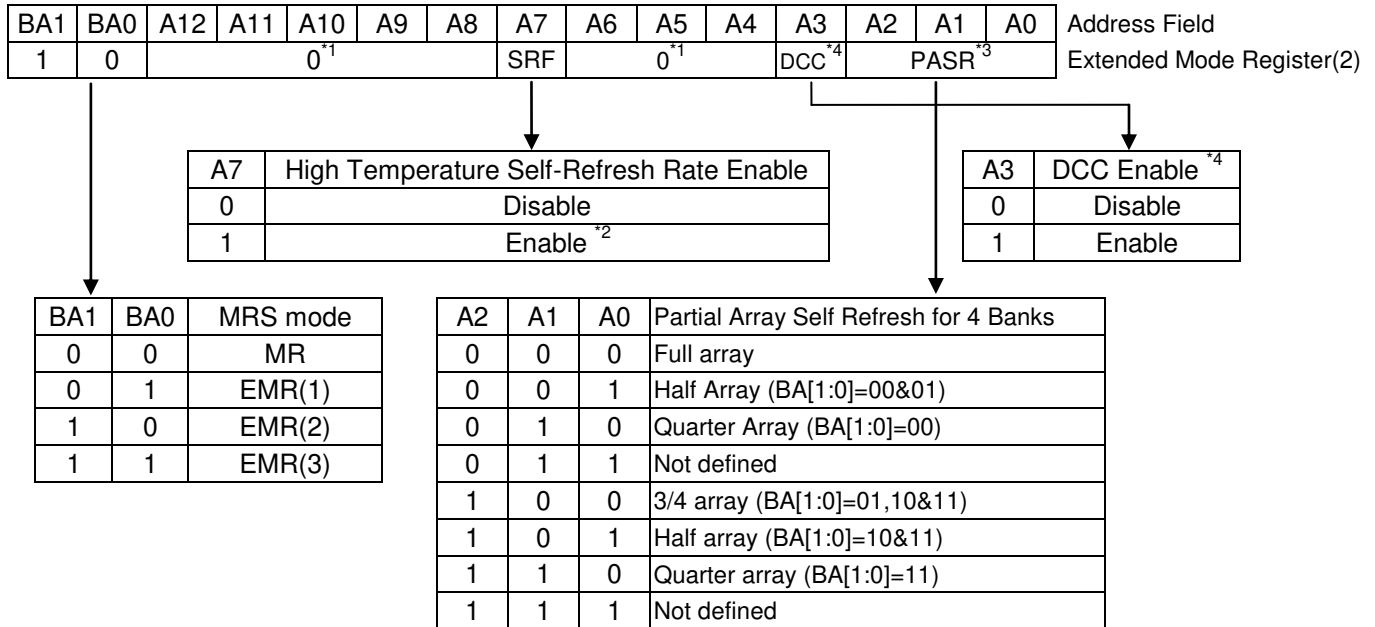 BA1 BA0 A12 A11 A10 A9 A8 A7 A6 A5 A4 A3 A2 A1 A0 Address Field
1 0 0*1 SRF 0*1 DCC*4 PASR*3 Extended Mode Register(2)
A7 High Temperature Self-Refresh Rate Enable
0 Disable
1 Enable *2
A3 DCC Enable *4
0 Disable
1 Enable
BA1 BA0 MRS mode
0 0 MR
0 1 EMR(1)
1 0 EMR(2)
1 1 EMR(3)
A2 A1 A0 Partial Array Self Refresh for 4 Banks
0 0 0 Full array
0 0 1 Half Array (BA[1:0]=00&01)
0 1 0 Quarter Array (BA[1:0]=00)
0 1 1 Not defined
1 0 0 3/4 array (BA[1:0]=01,10&11)
1 0 1 Half array (BA[1:0]=10&11)
1 1 0 Quarter array (BA[1:0]=11)
1 1 1 Not defined